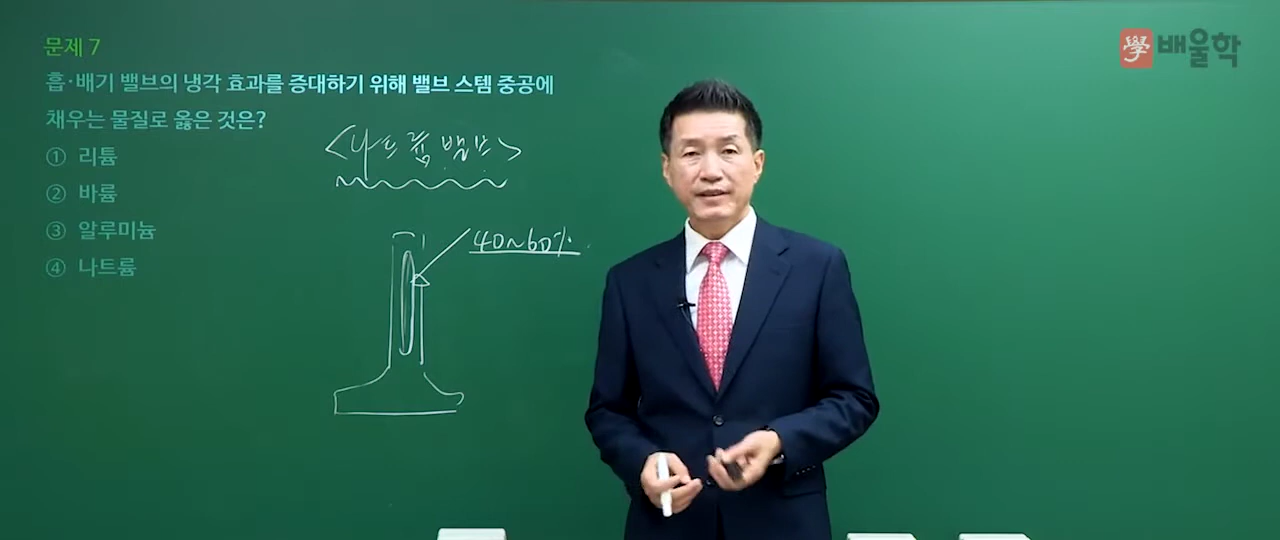 문제 7
흡·배기 밸브의 냉각 효과를 증대하기 위해 밸브 스템 중공에
채우는 물질로 옳은 것은?
① 리튬
② 바륨
③ 알루미늄
④ 나트륨
<나트륨 밸브>
40~60%
學 배울학